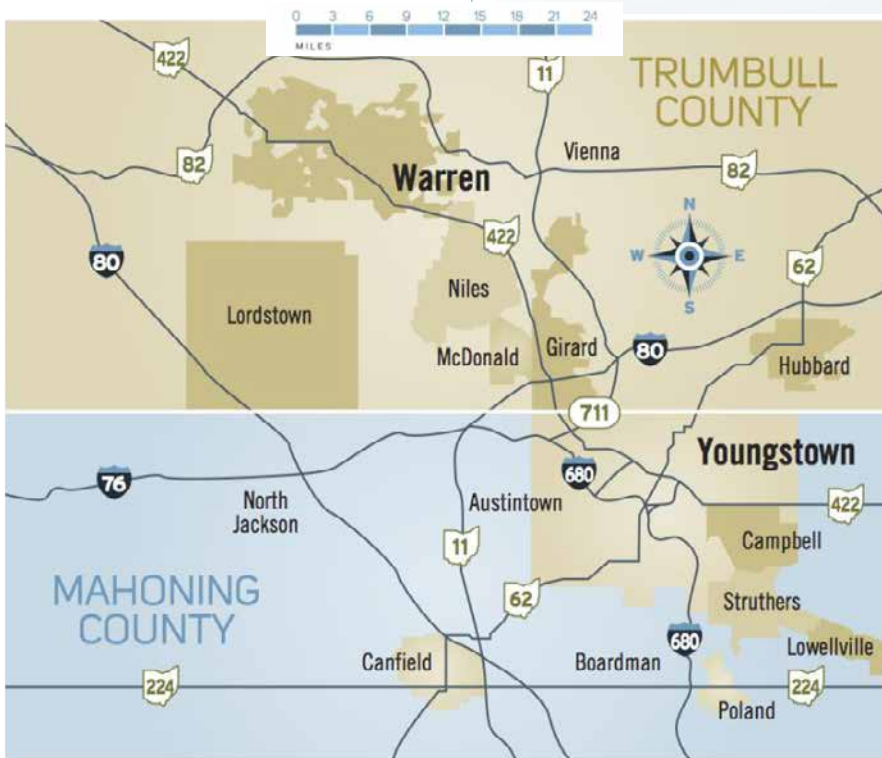 0 3 6 9 12 15 18 21 24
MILES
422
11
TRUMBULL
COUNTY
82
Vienna
82
Warren
N
W E
S
422
62
80
Niles
Lordstown
Girard
80
McDonald
Hubbard
711
Youngstown
76
680
North
Jackson
Austintown
422
11
Campbell
MAHONING
COUNTY
62
Struthers
680
Canfield
Boardman
Lowellville
224
224
Poland